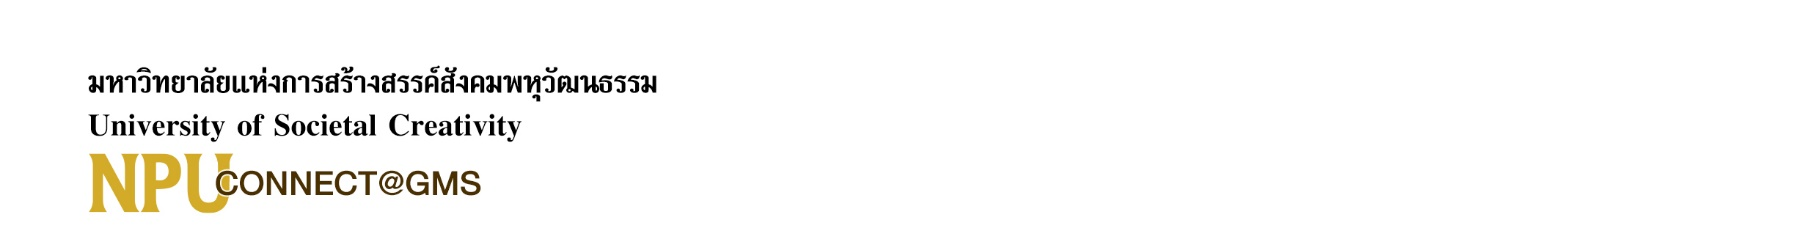 มหาวิทยาลัยแห่งการสร้างสรรค์สังคมพหุวัฒนธรรม
University of Societal Creativity
NPU CONNECT@GMS